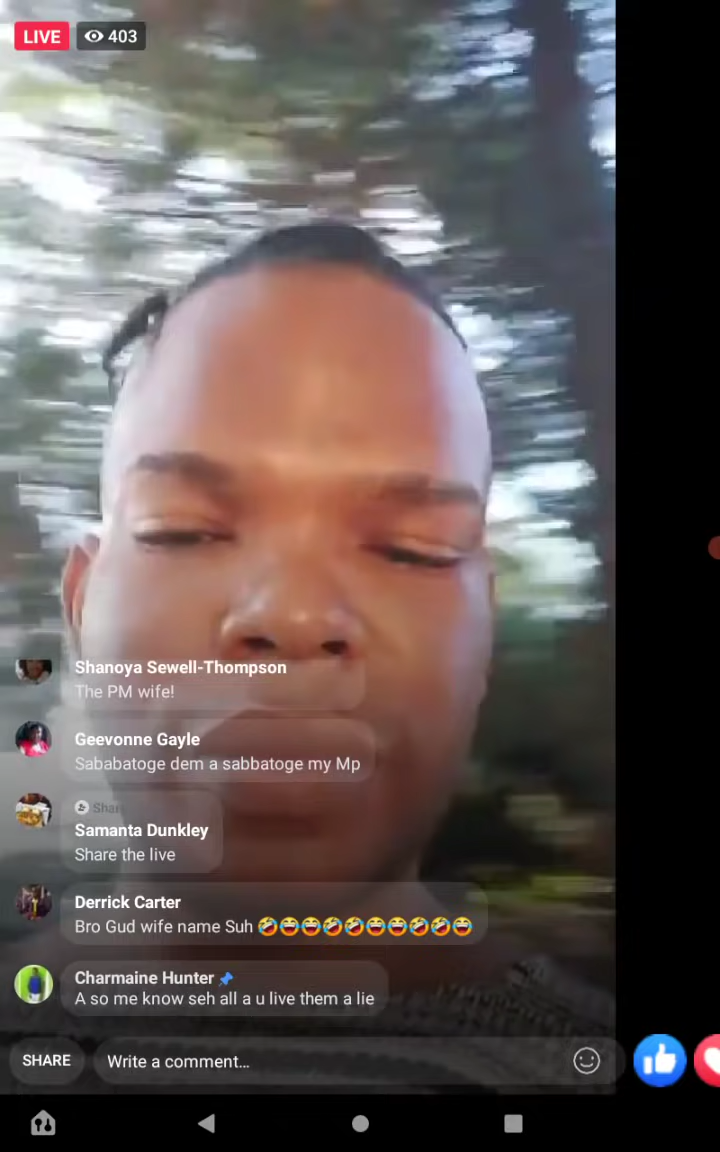 LIVE 403
Shanoya Sewell-Thompson
The PM wife!
Geevonne Gayle
Sababatoge dem a sabbatoge my Mp
Shar
Samanta Dunkley
Share the live
Derrick Carter
Bro Gud wife name Suh 🤣😂😂🤣🤣😂😂🤣🤣😂
Charmaine Hunter
A so me know seh all a u live them a lie
SHARE Write a comment...